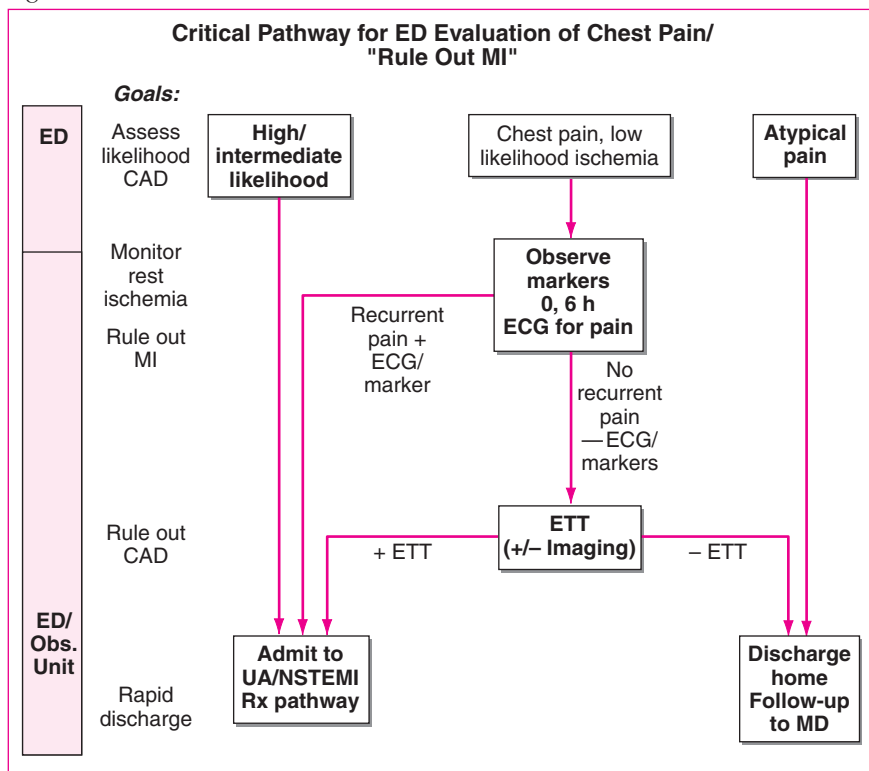 Critical Pathway for ED Evaluation of Chest Pain/
"Rule Out MI"
Goals:
ED
Assess
likelihood
CAD
High/
intermediate
likelihood
Chest pain, low
likelihood ischemia
Atypical
pain
Monitor
rest
ischemia
Rule out
MI
Observe
markers
0, 6 h
ECG for pain
Recurrent
pain +
ECG/
marker
No
recurrent
pain
— ECG/
markers
Rule out
CAD
+ ETT
ETT
(+/– Imaging)
– ETT
ED/
Obs.
Unit
Rapid
discharge
Admit to
UA/NSTEMI
Rx pathway
Discharge
home
Follow-up
to MD